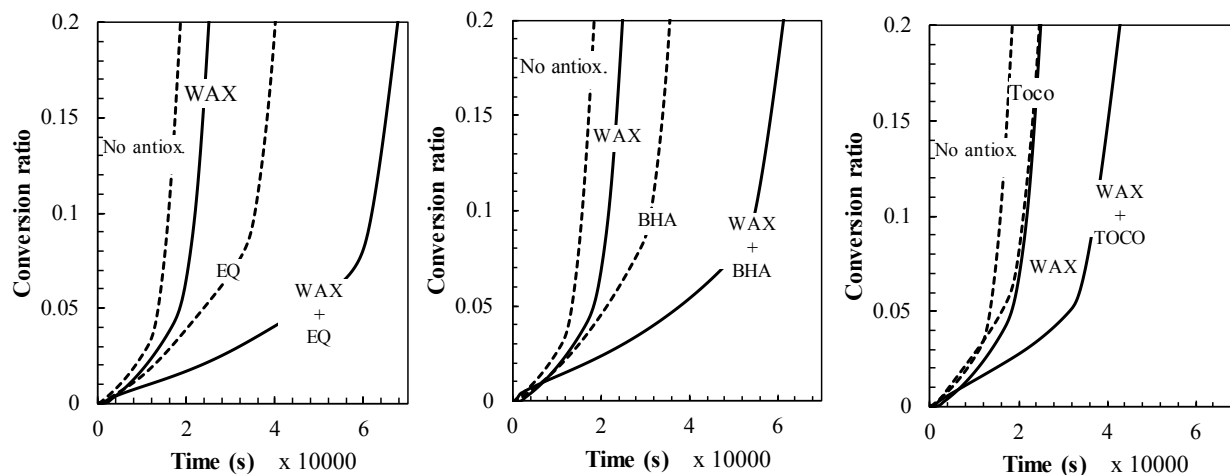 0.2
0.15
0.1
0.05
0
Conversion ratio
No antiox.
WAX
EQ
WAX
+
EQ
0 2 4 6
Time (s) x 10000
0.2
0.15
0.1
0.05
0
Conversion ratio
No antiox.
WAX
BHA
WAX
+
BHA
0 2 4 6
Time (s) x 10000
0.2
0.15
0.1
0.05
0
Conversion ratio
Toco
No antiox.
WAX
+
TOCO
WAX
0 2 4 6
Time (s) x 10000